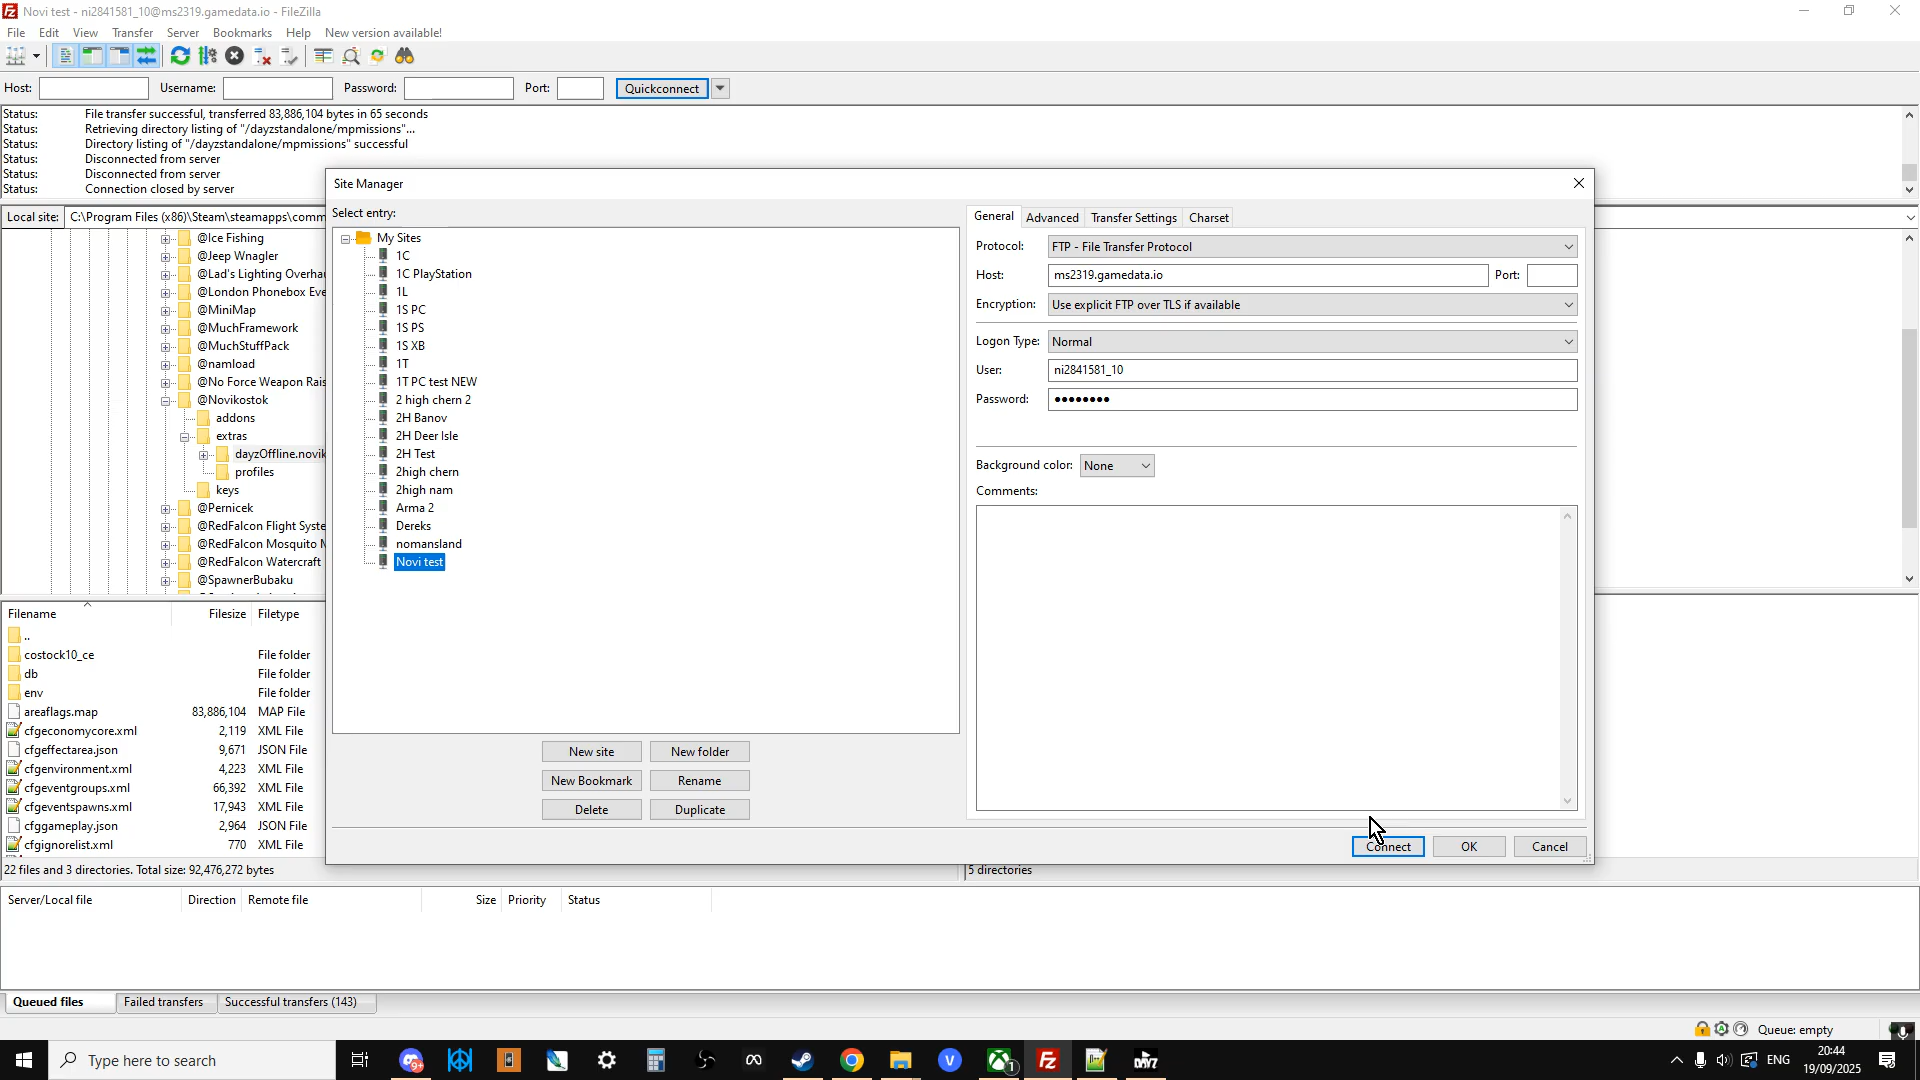 Novi test - ni2841581_10@ms2319.gamedata.io - FileZilla
File Edit View Transfer Server Bookmarks Help New version available!
Host: Username: Password: Port: Quickconnect
Status: File transfer successful, transferred 83,886,104 bytes in 65 seconds
Status: Retrieving directory listing of "/dayzstandalone/mpmissions"...
Status: Directory listing of "/dayzstandalone/mpmissions" successful
Status: Disconnected from server
Status: Disconnected from server
Status: Connection closed by server
Local site: C:\Program Files (x86)\Steam\steamapps\comm
@Ice Fishing
@Jeep Wnagler
@Lad's Lighting Overha
@London Phonebox Eve
@MiniMap
@MuchFramework
@MuchStuffPack
@namload
@No Force Weapon Rais
@Novikostok
addons
extras
dayzOffline.novik
profiles
keys
@Pernicek
@RedFalcon Flight Syste
@RedFalcon Mosquito M
@RedFalcon Watercraft
@SpawnerBubaku
Filename Filesize Filetype
..
costock10_ce File folder
db File folder
env File folder
areaflags.map 83,886,104 MAP File
cfgeconomycore.xml 2,119 XML File
cfgeffectarea.json 9,671 JSON File
cfgenvironment.xml 4,223 XML File
cfgeventgroups.xml 66,392 XML File
cfgeventspawns.xml 17,943 XML File
cfggameplay.json 2,964 JSON File
cfgignorelist.xml 770 XML File
22 files and 3 directories. Total size: 92,476,272 bytes
5 directories
Site Manager
Select entry:
My Sites
1C
1C PlayStation
1L
1S PC
1S PS
1S XB
1T
1T PC test NEW
2 high chern 2
2H Banov
2H Deer Isle
2H Test
2high chern
2high nam
Arma 2
Dereks
nomansland
Novi test
New site New folder
New Bookmark Rename
Delete Duplicate
General Advanced Transfer Settings Charset
Protocol: FTP - File Transfer Protocol
Host: ms2319.gamedata.io Port:
Encryption: Use explicit FTP over TLS if available
Logon Type: Normal
User: ni2841581_10
Password: ●●●●●●●●
Background color: None
Comments:
Connect OK Cancel
Server/Local file Direction Remote file Size Priority Status
Queued files Failed transfers Successful transfers (143)
Queue: empty
Type here to search
ENG
20:44
19/09/2025